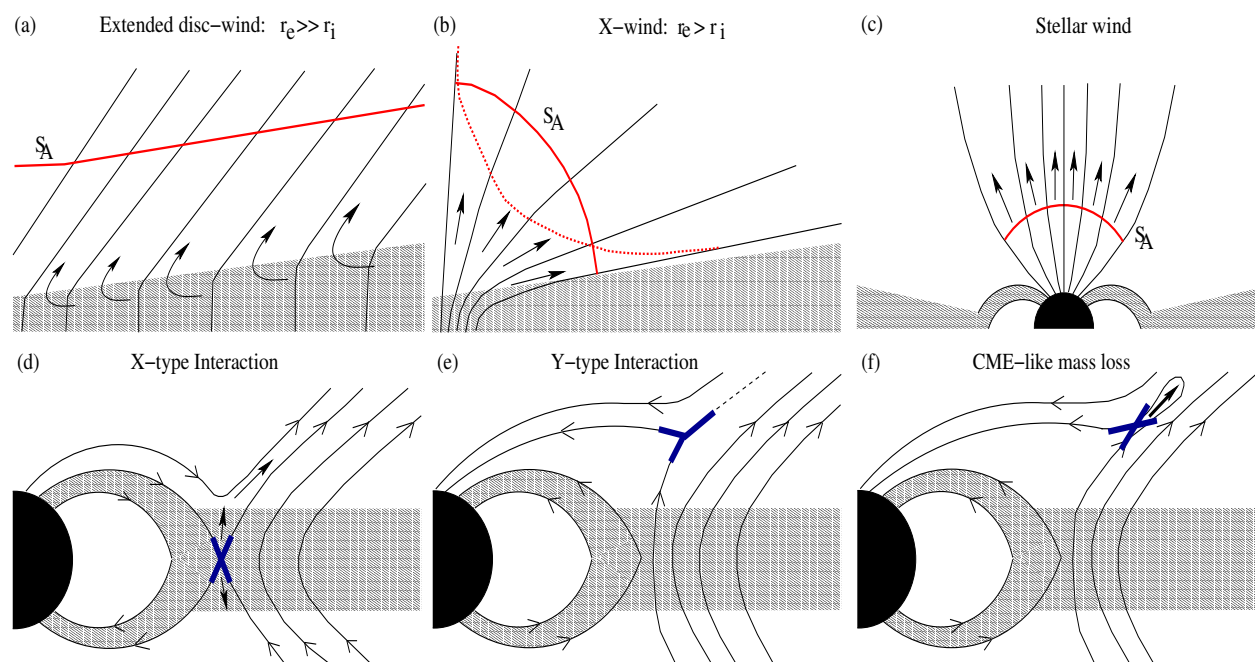 (a) Extended disc-wind: re>> ri
SA
(b) X-wind: re> ri
SA
(c) Stellar wind
SA
(d) X-type Interaction
(e) Y-type Interaction
(f) CME-like mass loss